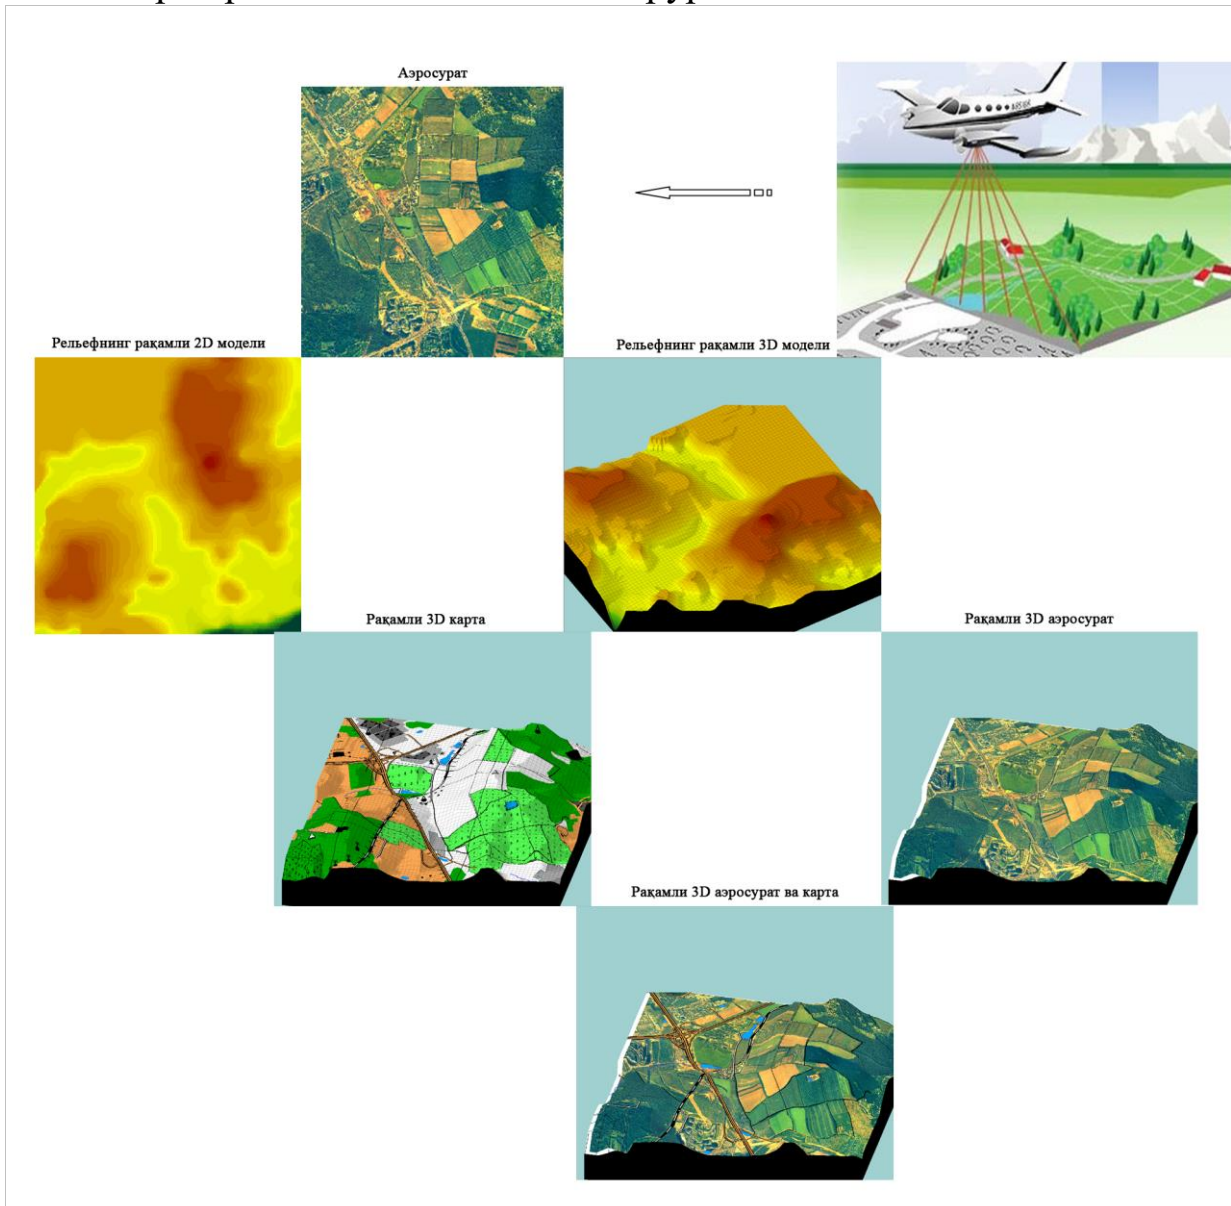 Аэросурат
Рельефнинг рақамли 2D модели
Рельефнинг рақамли 3D модели
Рақамли 3D карта
Рақамли 3D аэросурат
Рақамли 3D аэросурат ва карта